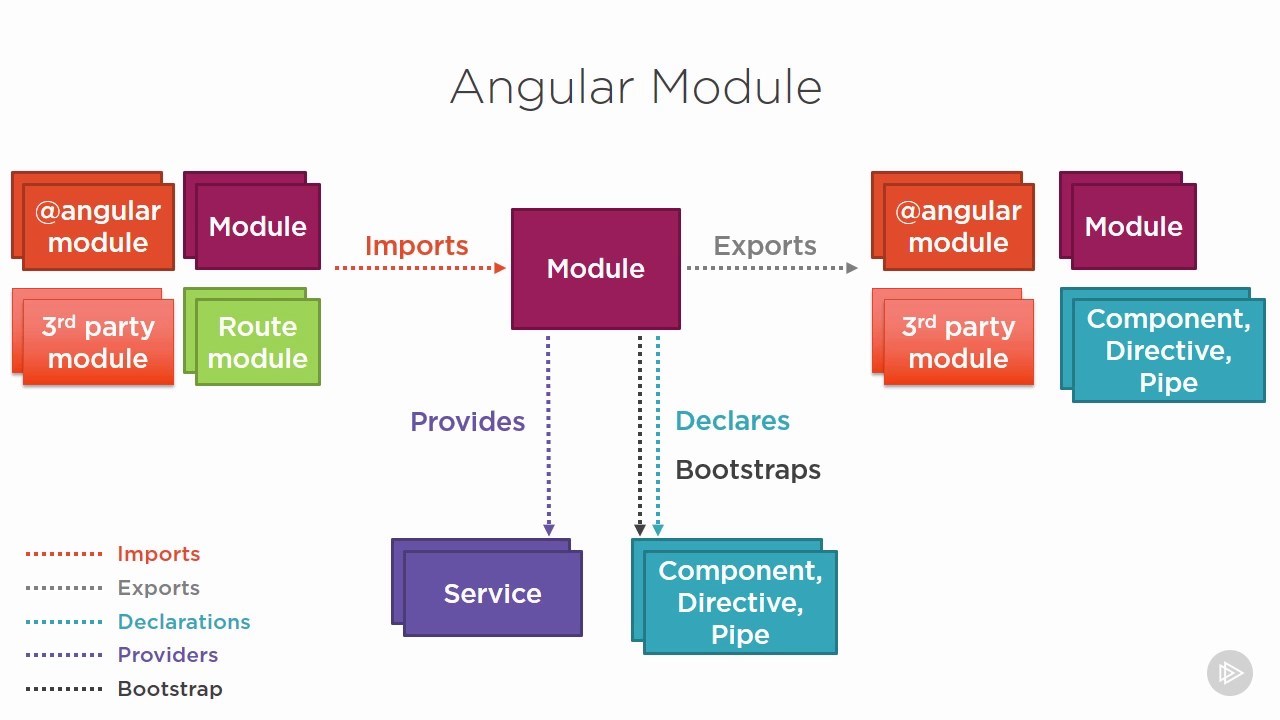 Angular Module
@angular
module
Module
3rd party
module
Route
module
Imports
Module
Exports
@angular
module
Module
3rd party
module
Component,
Directive,
Pipe
Provides
Declares
Bootstraps
Service
Component,
Directive,
Pipe
Imports
Exports
Declarations
Providers
Bootstrap